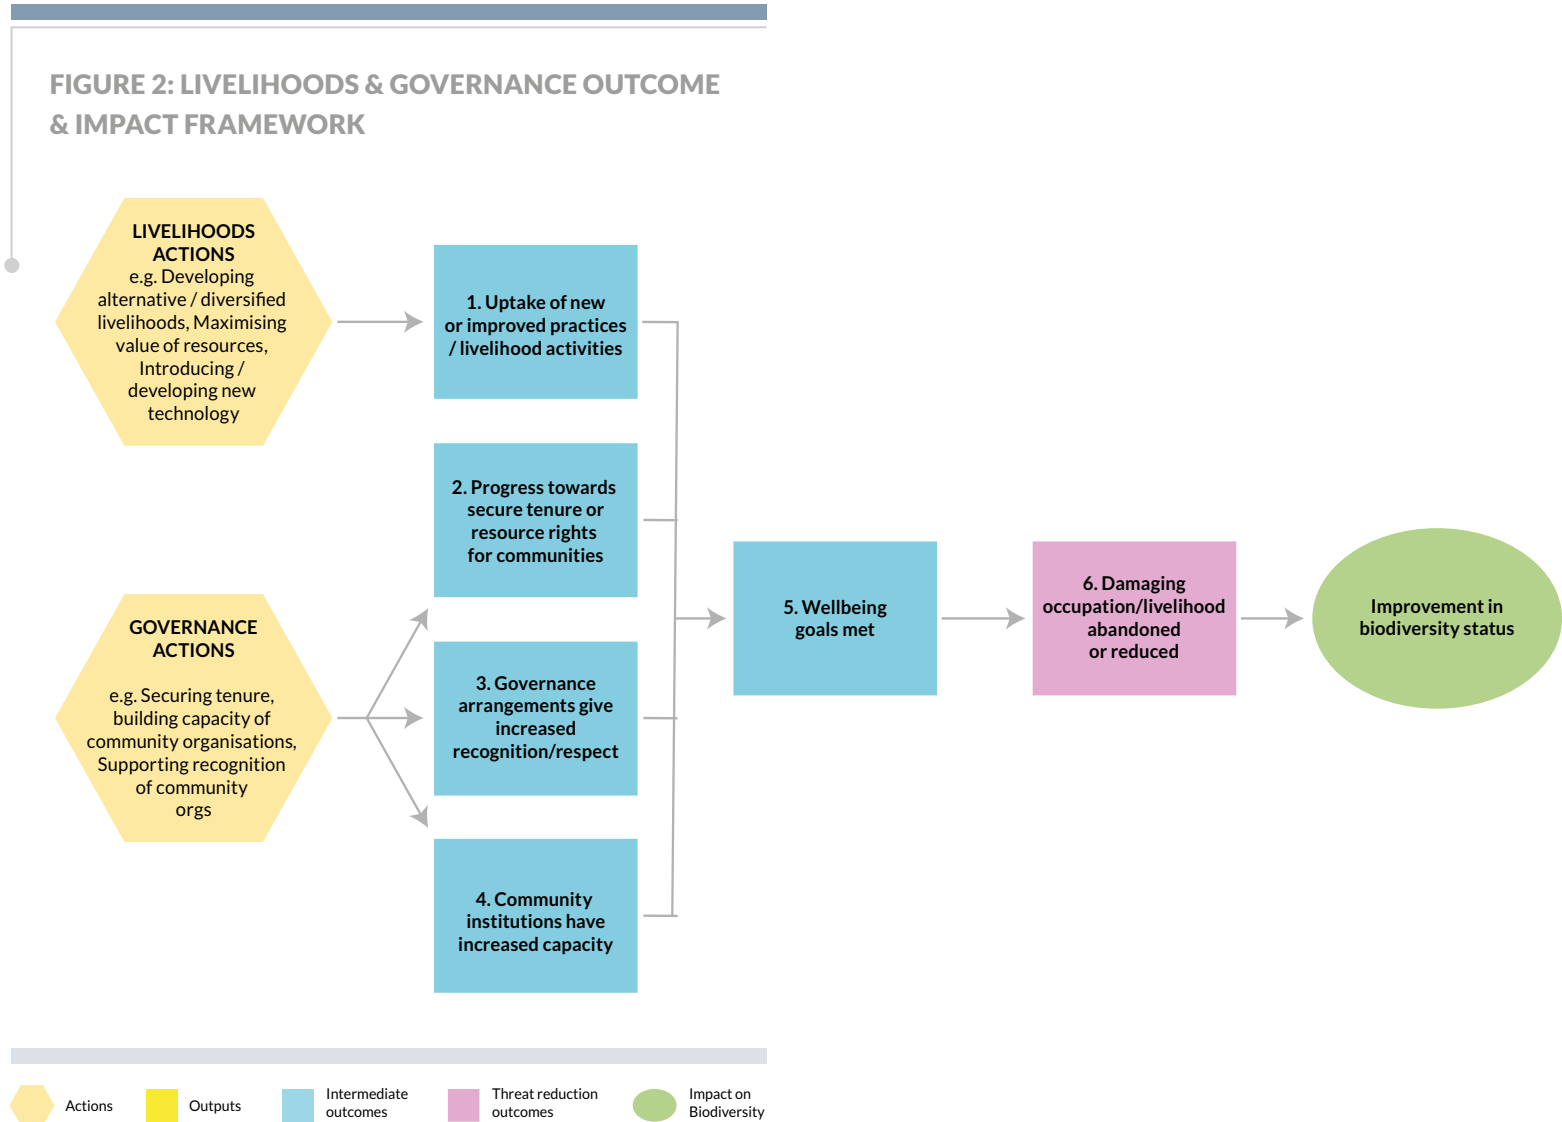 FIGURE 2: LIVELIHOODS & GOVERNANCE OUTCOME
& IMPACT FRAMEWORK
LIVELIHOODS
ACTIONS
e.g. Developing
alternative / diversified
livelihoods, Maximising
value of resources,
Introducing /
developing new
technology
1. Uptake of new
or improved practices
/ livelihood activities
2. Progress towards
secure tenure or
resource rights
for communities
GOVERNANCE
ACTIONS
e.g. Securing tenure,
building capacity of
community organisations,
Supporting recognition
of community
orgs
3. Governance
arrangements give
increased
recognition/respect
4. Community
institutions have
increased capacity
5. Wellbeing
goals met
6. Damaging
occupation/livelihood
abandoned
or reduced
Improvement in
biodiversity status
Actions
Outputs
Intermediate
outcomes
Threat reduction
outcomes
Impact on
Biodiversity